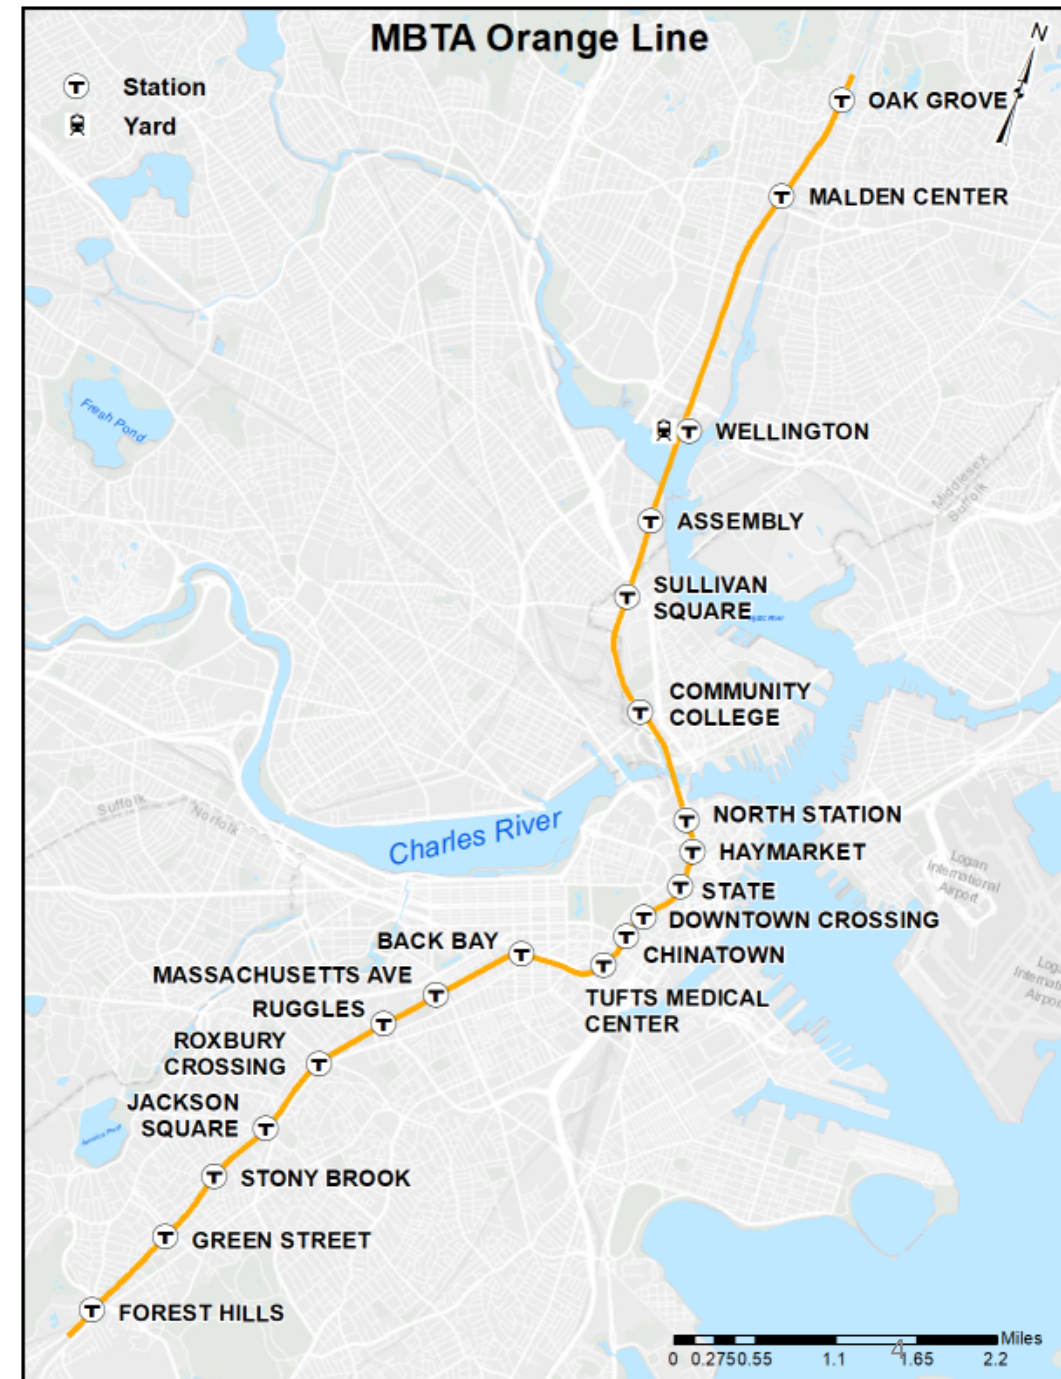 MBTA Orange Line
N
Station
Yard
OAK GROVE
MALDEN CENTER
Fresh Pond
WELLINGTON
Middlesex
Suffolk
ASSEMBLY
SULLIVAN
SQUARE
COMMUNITY
COLLEGE
Suffolk
Norfolk
Charles River
NORTH STATION
HAYMARKET
Logan
International
Airport
STATE
DOWNTOWN CROSSING
BACK BAY
CHINATOWN
MASSACHUSETTS AVE
TUFTS MEDICAL
CENTER
RUGGLES
ROXBURY
CROSSING
JACKSON
SQUARE
STONY BROOK
GREEN STREET
FOREST HILLS
Miles
0 0.275 0.55 1.1 1.65 2.2
4